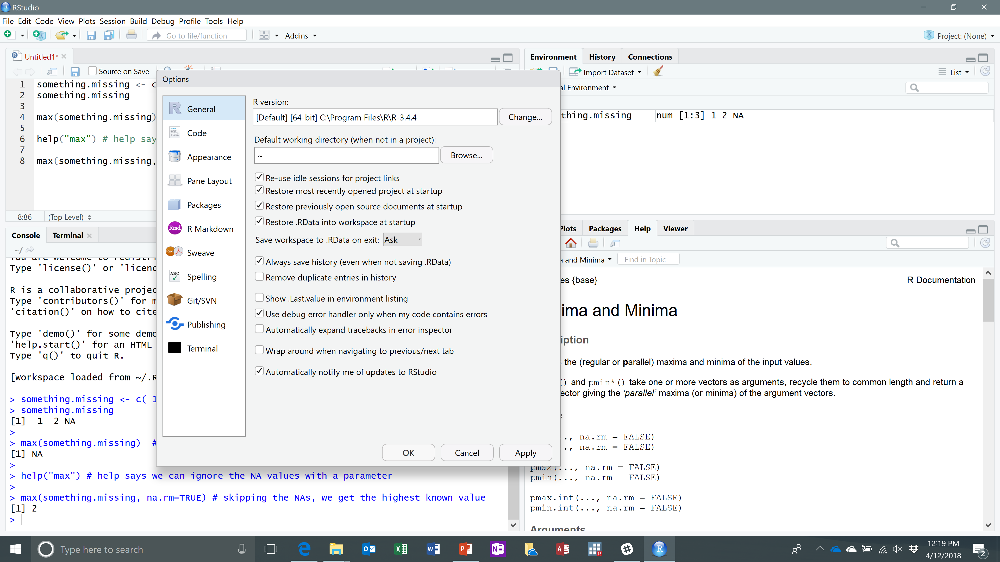 RStudio
File Edit Code View Plots Session Build Debug Profile Tools Help
Go to file/function
Addins
Project: (None)
Untitled1*
Source on Save
1 something.missing <- c
2 something.missing
3
4 max(something.missing)
5
6 help("max") # help say
7
8 max(something.missing,
8:86 (Top Level)
Console Terminal
~/
Type 'license()' or 'licenc
R is a collaborative projec
Type 'contributors()' for m
'citation()' on how to cite
Type 'demo()' for some demo
'help.start()' for an HTML
Type 'q()' to quit R.
[Workspace loaded from ~/.R
> something.missing <- c( 1
> something.missing
[1]  1  2 NA
>
> max(something.missing)  #
[1] NA
>
> help("max") # help says we can ignore the NA values with a parameter
>
> max(something.missing, na.rm=TRUE) # skipping the NAs, we get the highest known value
[1] 2
>
Options
General
Code
Appearance
Pane Layout
Packages
Rmd R Markdown
Rnw Sweave
ABC Spelling
Git/SVN
Publishing
Terminal
R version:
[Default] [64-bit] C:\Program Files\R\R-3.4.4
Change...
Default working directory (when not in a project):
~
Browse...
Re-use idle sessions for project links
Restore most recently opened project at startup
Restore previously open source documents at startup
Restore .RData into workspace at startup
Save workspace to .RData on exit: Ask
Always save history (even when not saving .RData)
Remove duplicate entries in history
Show .Last.value in environment listing
Use debug error handler only when my code contains errors
Automatically expand tracebacks in error inspector
Wrap around when navigating to previous/next tab
Automatically notify me of updates to RStudio
OK Cancel Apply
Environment History Connections
Import Dataset
List
al Environment
thing.missing num [1:3] 1 2 NA
Plots Packages Help Viewer
a and Minima
Find in Topic
es {base}
R Documentation
ima and Minima
iption
s the (regular or parallel) maxima and minima of the input values.
() and pmin*() take one or more vectors as arguments, recycle them to common length and return a
ector giving the ‘parallel’ maxima (or minima) of the argument vectors.
e
.., na.rm = FALSE)
.., na.rm = FALSE)
pmax(..., na.rm = FALSE)
pmin(..., na.rm = FALSE)
pmax.int(..., na.rm = FALSE)
pmin.int(..., na.rm = FALSE)
Arguments
Type here to search
15
12:19 PM
4/12/2018
2